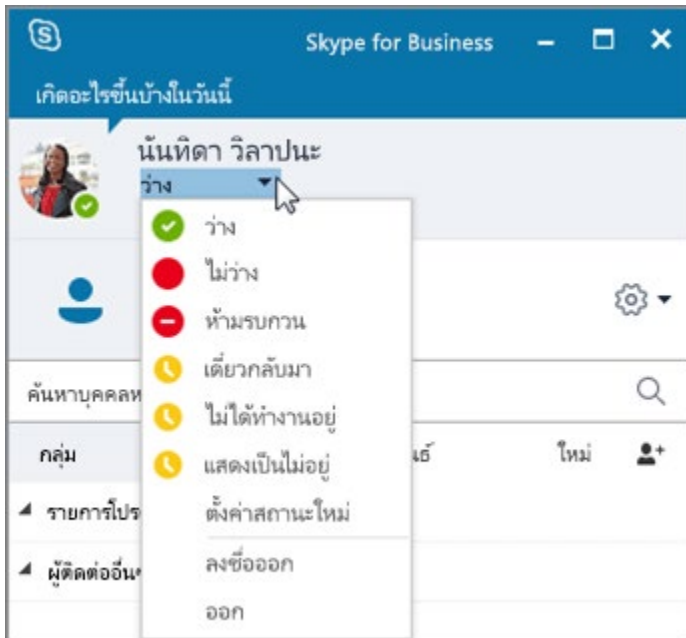 Skype for Business
เกิดอะไรขึ้นบ้างในวันนี้
นันทิดา วิลาปนะ
ว่าง
ว่าง
ไม่ว่าง
ห้ามรบกวน
เดี๋ยวกลับมา
ไม่ได้ทำงานอยู่
แสดงเป็นไม่อยู่
ตั้งค่าสถานะใหม่
ลงชื่อออก
ออก
ค้นหาบุคคล
กลุ่ม ใหม่
รายการโปร
ผู้ติดต่ออื่น